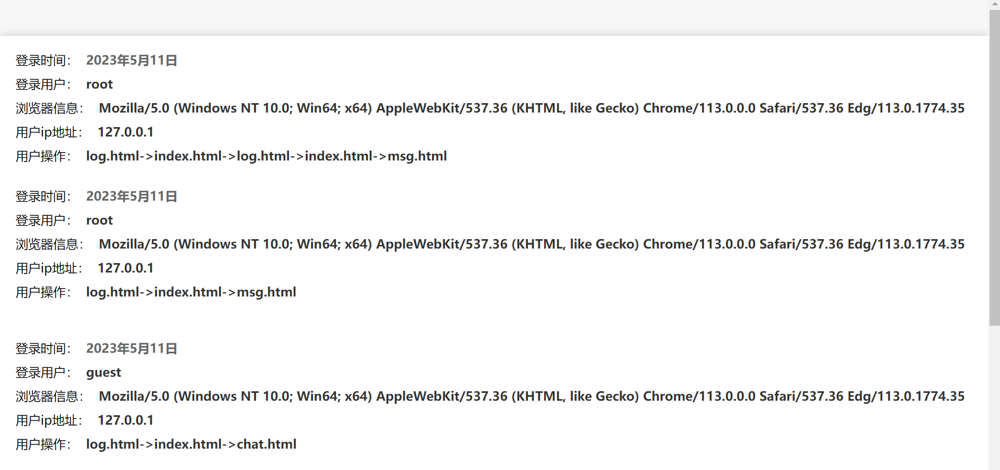 登录时间： 2023年5月11日
登录用户： root
浏览器信息： Mozilla/5.0 (Windows NT 10.0; Win64; x64) AppleWebKit/537.36 (KHTML, like Gecko) Chrome/113.0.0.0 Safari/537.36 Edg/113.0.1774.35
用户ip地址： 127.0.0.1
用户操作： log.html->index.html->log.html->index.html->msg.html
登录时间： 2023年5月11日
登录用户： root
浏览器信息： Mozilla/5.0 (Windows NT 10.0; Win64; x64) AppleWebKit/537.36 (KHTML, like Gecko) Chrome/113.0.0.0 Safari/537.36 Edg/113.0.1774.35
用户ip地址： 127.0.0.1
用户操作： log.html->index.html->msg.html
登录时间： 2023年5月11日
登录用户： guest
浏览器信息： Mozilla/5.0 (Windows NT 10.0; Win64; x64) AppleWebKit/537.36 (KHTML, like Gecko) Chrome/113.0.0.0 Safari/537.36 Edg/113.0.1774.35
用户ip地址： 127.0.0.1
用户操作： log.html->index.html->chat.html